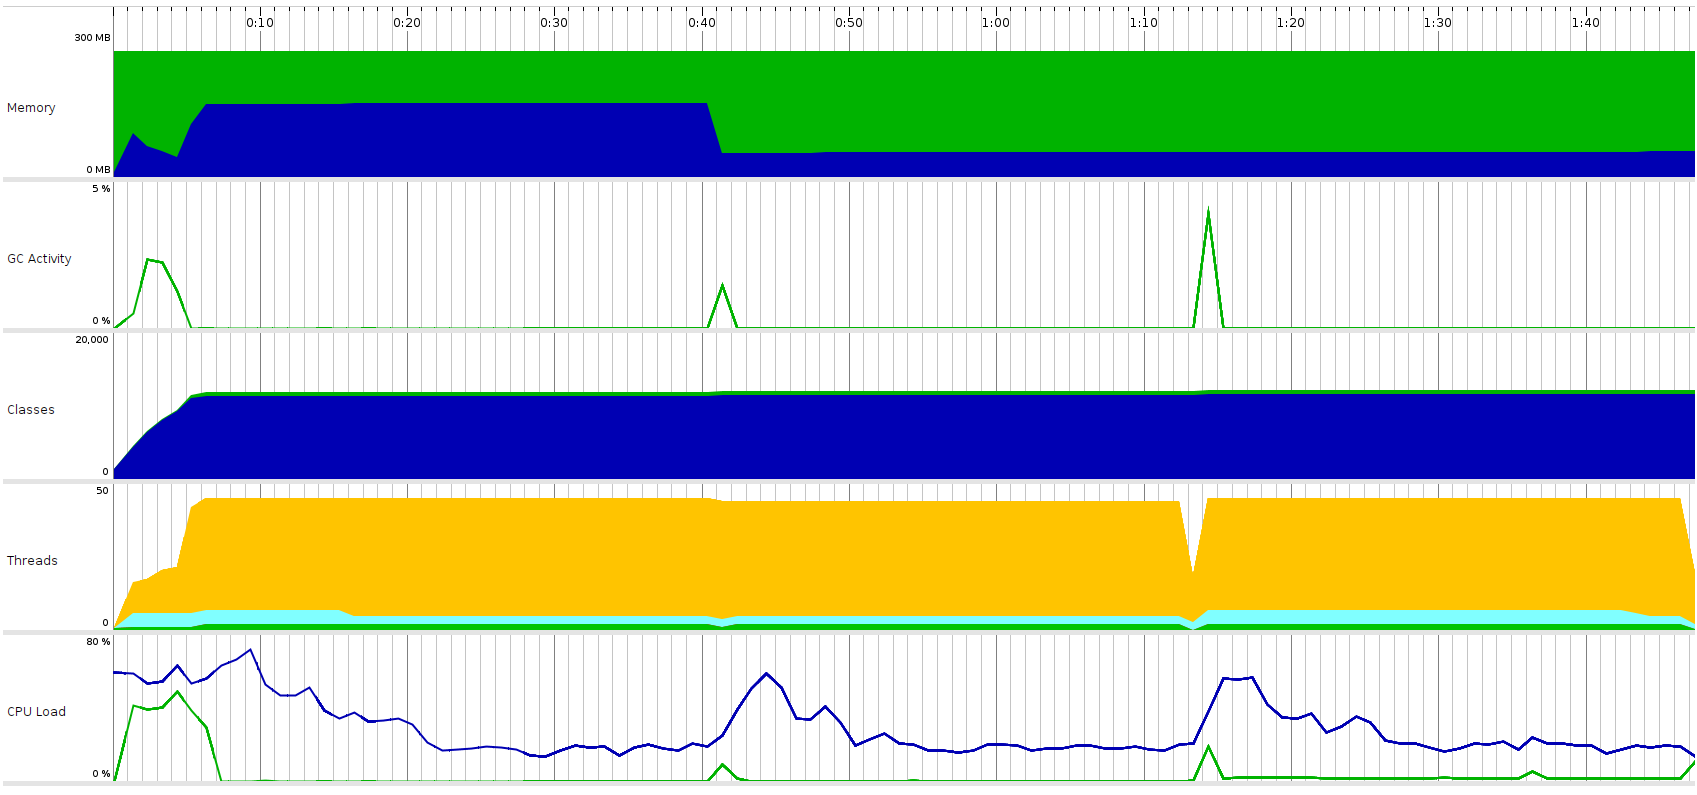 0:10 0:20 0:30 0:40 0:50 1:00 1:10 1:20 1:30 1:40
300 MB
Memory
0 MB
5 %
GC Activity
0 %
20,000
Classes
0
50
Threads
0
80 %
CPU Load
0 %